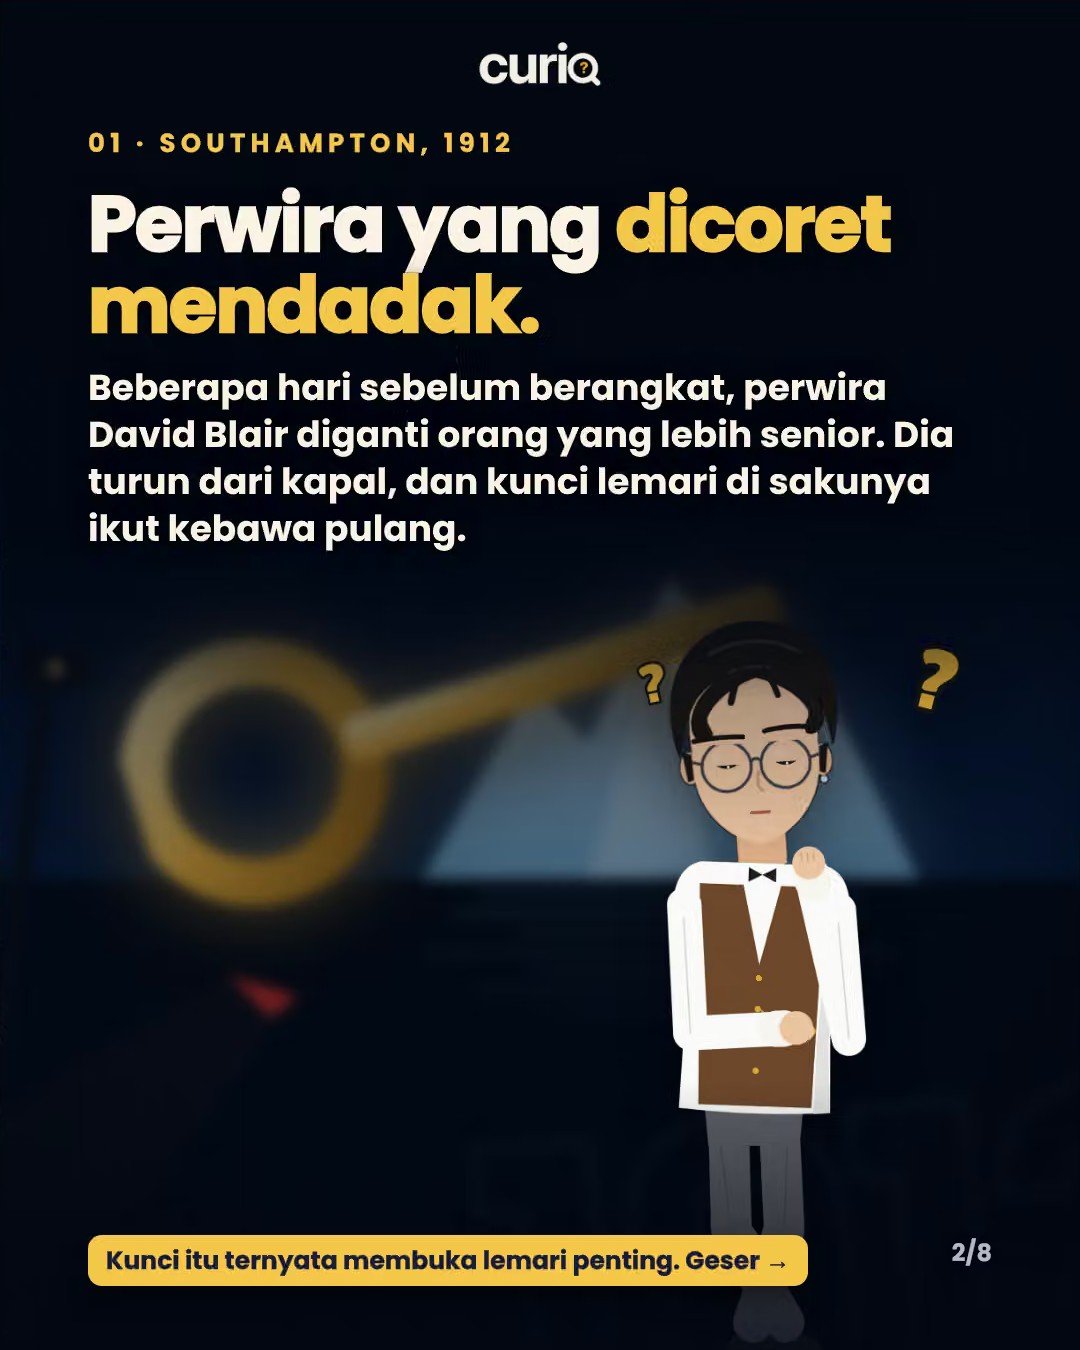 curiQ
01 · SOUTHAMPTON, 1912
Perwira yang dicoret
mendadak.
Beberapa hari sebelum berangkat, perwira
David Blair diganti orang yang lebih senior. Dia
turun dari kapal, dan kunci lemari di sakunya
ikut kebawa pulang.
? ?
Kunci itu ternyata membuka lemari penting. Geser →
2/8